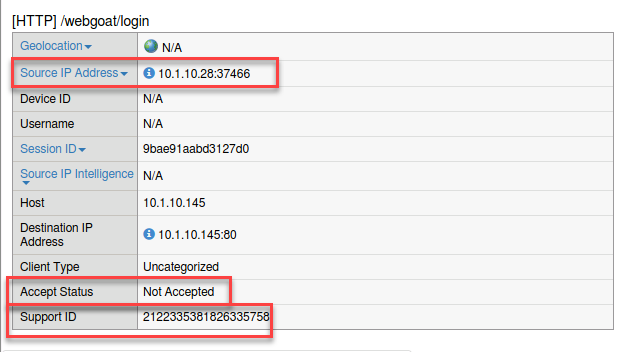 [HTTP] /webgoat/login
Geolocation N/A
Source IP Address 10.1.10.28:37466
Device ID N/A
Username N/A
Session ID 9bae91aabd3127d0
Source IP Intelligence N/A
Host 10.1.10.145
Destination IP
Address 10.1.10.145:80
Client Type Uncategorized
Accept Status Not Accepted
Support ID 2122335381826335758